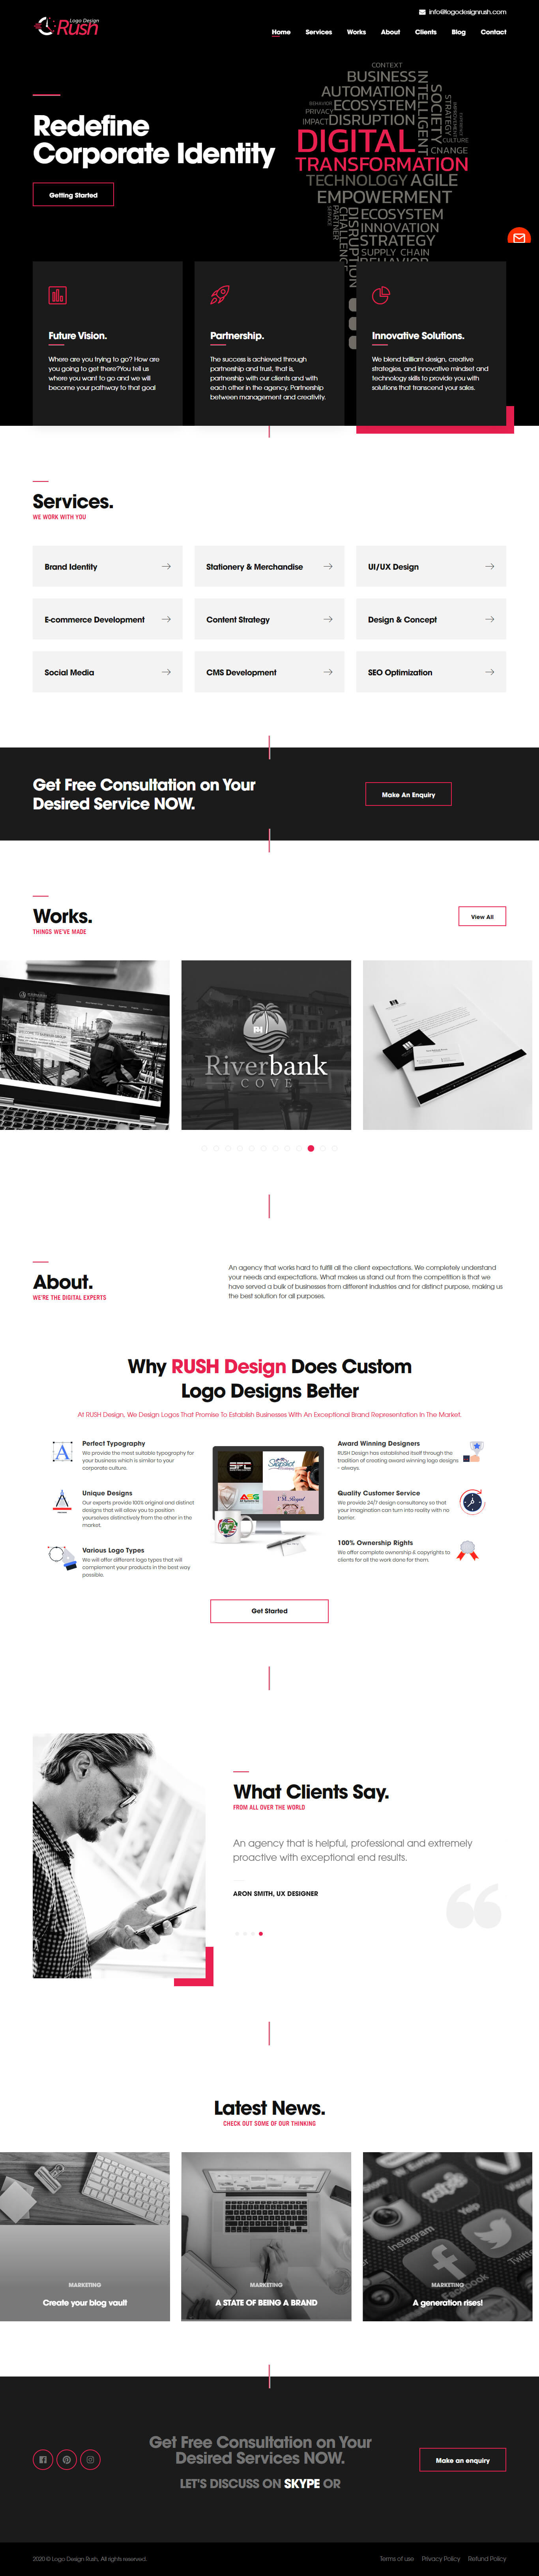 info@logodesignrush.com
Logo Design
Rush
Home Services Works About Clients Blog Contact
Redefine
Corporate Identity
Getting Started
CONTEXT
BUSINESS
AUTOMATION
BEHAVIOR
ECOSYSTEM
PRIVACY
IMPACT
DISRUPTION
INTELLIGENT
SOCIETY
STRATEGY
CULTURE
CHANGE
DIGITAL
TRANSFORMATION
TECHNOLOGY AGILE
EMPOWERMENT
SERVICE
PARTNER
CHALLENGE
DISRUPTION
ECOSYSTEM
INNOVATION
STRATEGY
SUPPLY CHAIN
BEHAVIOR
Future Vision.
Where are you trying to go? How are
you going to get there?You tell us
where you want to go and we will
become your pathway to that goal
Partnership.
The success is achieved through
partnership and trust, that is,
partnership with our clients and with
each other in the agency. Partnership
between management and creativity.
Innovative Solutions.
We blend brilliant design, creative
strategies, and innovative mindset and
technology skills to provide you with
solutions that transcend your sales.
Services.
WE WORK WITH YOU
Brand Identity
Stationery & Merchandise
UI/UX Design
E-commerce Development
Content Strategy
Design & Concept
Social Media
CMS Development
SEO Optimization
Get Free Consultation on Your
Desired Service NOW.
Make An Enquiry
Works.
THINGS WE'VE MADE
View All
Riverbank
COVE
About.
WE'RE THE DIGITAL EXPERTS
An agency that works hard to fulfill all the client expectations. We completely understand
your needs and expectations. What makes us stand out from the competition is that we
have served a bulk of businesses from different industries and for distinct purpose, making us
the best solution for all purposes.
Why RUSH Design Does Custom
Logo Designs Better
At RUSH Design, We Design Logos That Promise To Establish Businesses With An Exceptional Brand Representation In The Market.
Perfect Typography
We provide the most suitable typography for
your business which is similar to your
corporate culture.
Unique Designs
Our experts provide 100% original and distinct
designs that will allow you to position
yourselves distinctively from the other in the
market.
Various Logo Types
We will offer different logo types that will
complement your products in the best way
possible.
Award Winning Designers
RUSH Design has established itself through the
tradition of creating award winning logo designs
- always.
Quality Customer Service
We provide 24/7 design consultancy so that
your imagination can turn into reality with no
barrier.
100% Ownership Rights
We offer complete ownership & copyrights to
clients for all the work done for them.
Get Started
What Clients Say.
FROM ALL OVER THE WORLD
An agency that is helpful, professional and extremely
proactive with exceptional end results.
ARON SMITH, UX DESIGNER
Latest News.
CHECK OUT SOME OF OUR THINKING
Yelp
Instagram
Facebook
Twitter
MARKETING
Create your blog vault
MARKETING
A STATE OF BEING A BRAND
MARKETING
A generation rises!
Get Free Consultation on Your
Desired Services NOW.
LET'S DISCUSS ON SKYPE OR
Make an enquiry
2020 © Logo Design Rush, All rights reserved.
Terms of use Privacy Policy Refund Policy